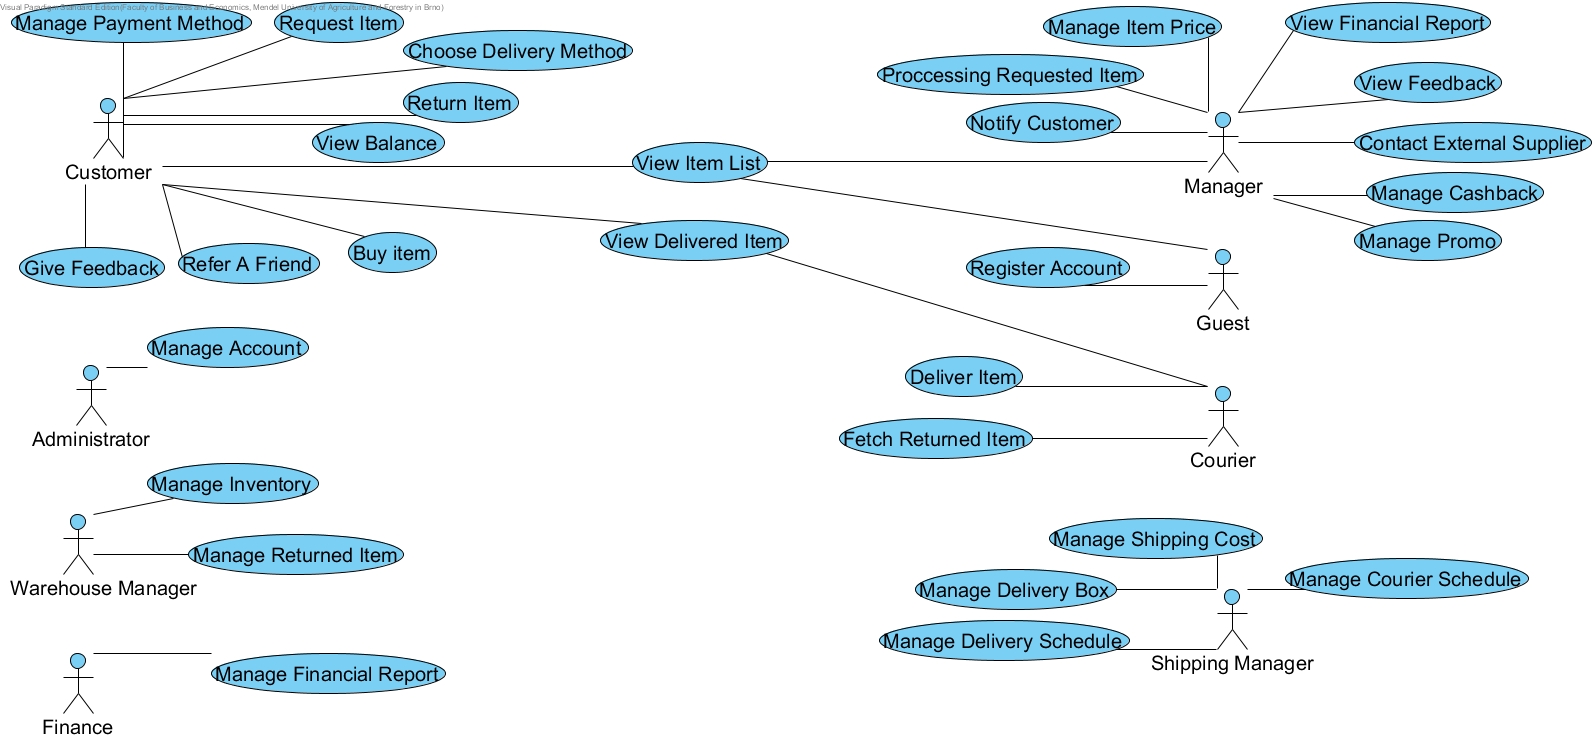 Visual Paradigm Standard Edition(Faculty of Business and Economics, Mendel University of Agriculture and Forestry in Brno)
Manage Payment Method
Request Item
Choose Delivery Method
Return Item
View Balance
Customer
View Item List
Give Feedback
Refer A Friend
Buy item
View Delivered Item
Manage Item Price
View Financial Report
Proccessing Requested Item
View Feedback
Notify Customer
Contact External Supplier
Manager
Manage Cashback
Manage Promo
Register Account
Guest
Manage Account
Administrator
Deliver Item
Fetch Returned Item
Courier
Manage Inventory
Manage Returned Item
Warehouse Manager
Manage Shipping Cost
Manage Delivery Box
Manage Courier Schedule
Manage Delivery Schedule
Shipping Manager
Manage Financial Report
Finance